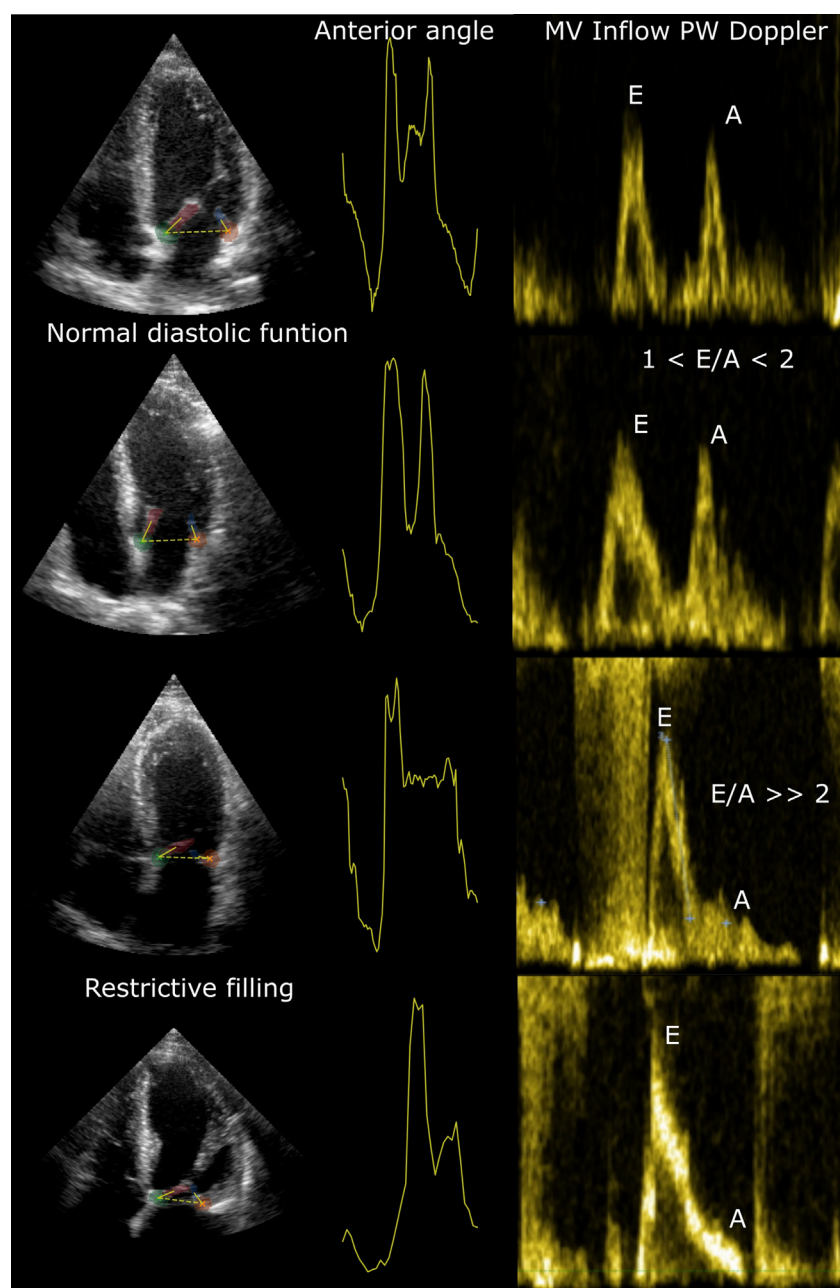 Anterior angle
MV Inflow PW Doppler
E
A
Normal diastolic funtion
1 < E/A < 2
E
A
E
E/A >> 2
A
Restrictive filling
E
A